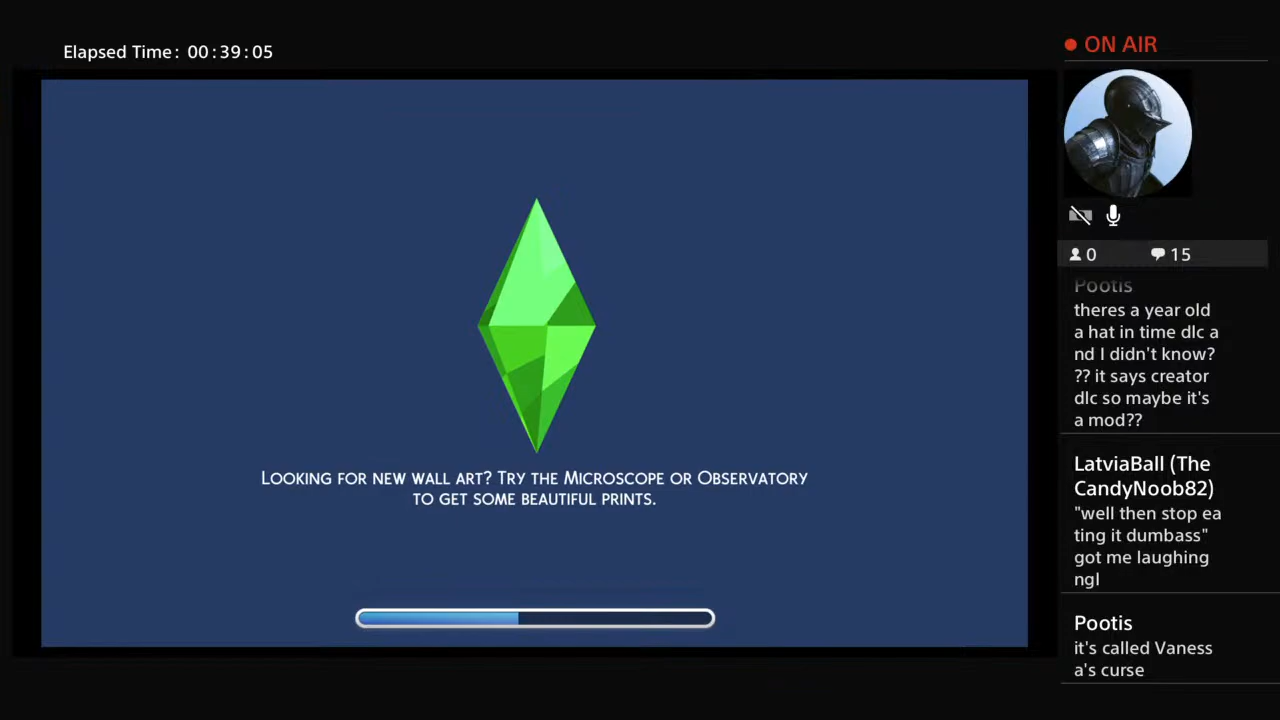 Elapsed Time: 00:39:05
ON AIR
0
15
Pootis
theres a year old
a hat in time dlc a
nd I didn't know?
?? it says creator
dlc so maybe it's
a mod??
LatviaBall (The
CandyNoob82)
"well then stop ea
ting it dumbass"
got me laughing
ngl
Pootis
it's called Vaness
a's curse
LOOKING FOR NEW WALL ART? TRY THE MICROSCOPE OR OBSERVATORY
TO GET SOME BEAUTIFUL PRINTS.